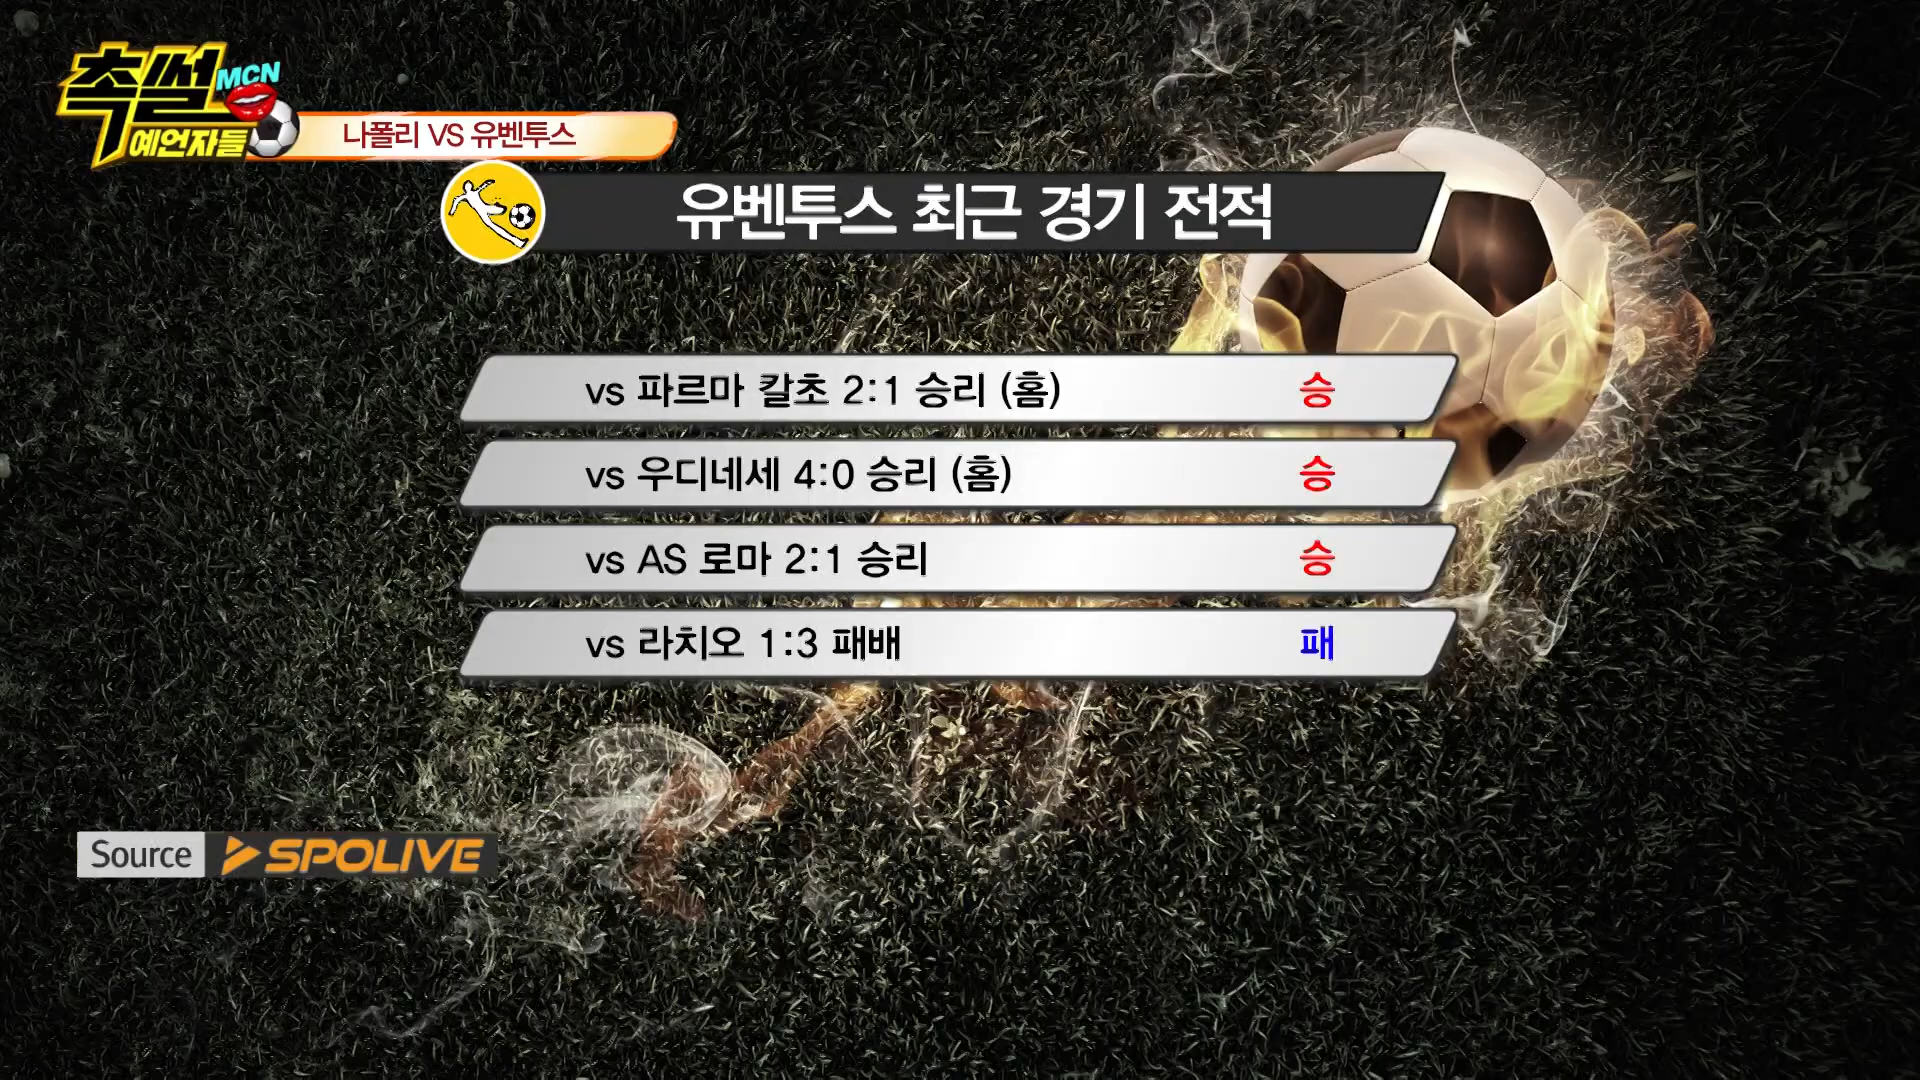 축썰 MCN
예언자들
나폴리 VS 유벤투스
유벤투스 최근 경기 전적
vs 파르마 칼초 2:1 승리 (홈) 승
vs 우디네세 4:0 승리 (홈) 승
vs AS 로마 2:1 승리 승
vs 라치오 1:3 패배 패
Source SPOLIVE